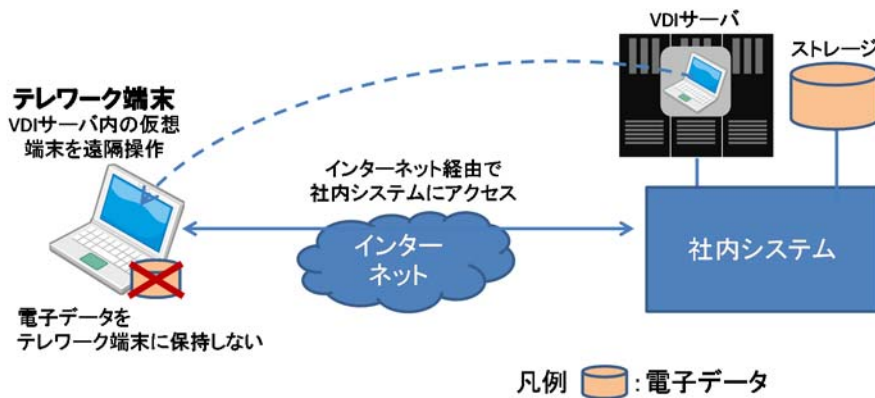 VDIサーバ
ストレージ
テレワーク端末
VDIサーバ内の仮想
端末を遠隔操作
インターネット経由で
社内システムにアクセス
インター
ネット
社内システム
電子データを
テレワーク端末に保持しない
凡例 :電子データ